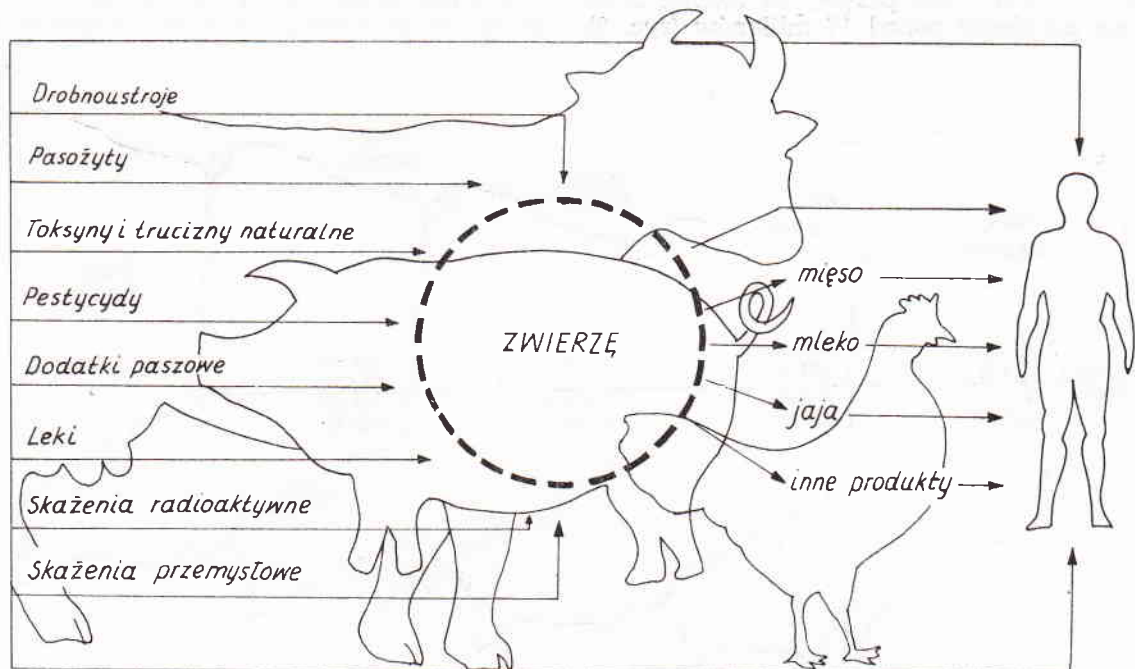 Drobnoustroje
Pasożyty
Toksyny i trucizny naturalne
Pestycydy
Dodatki paszowe
Leki
Skażenia radioaktywne
Skażenia przemysłowe
ZWIERZĘ
mięso
mleko
jaja
inne produkty